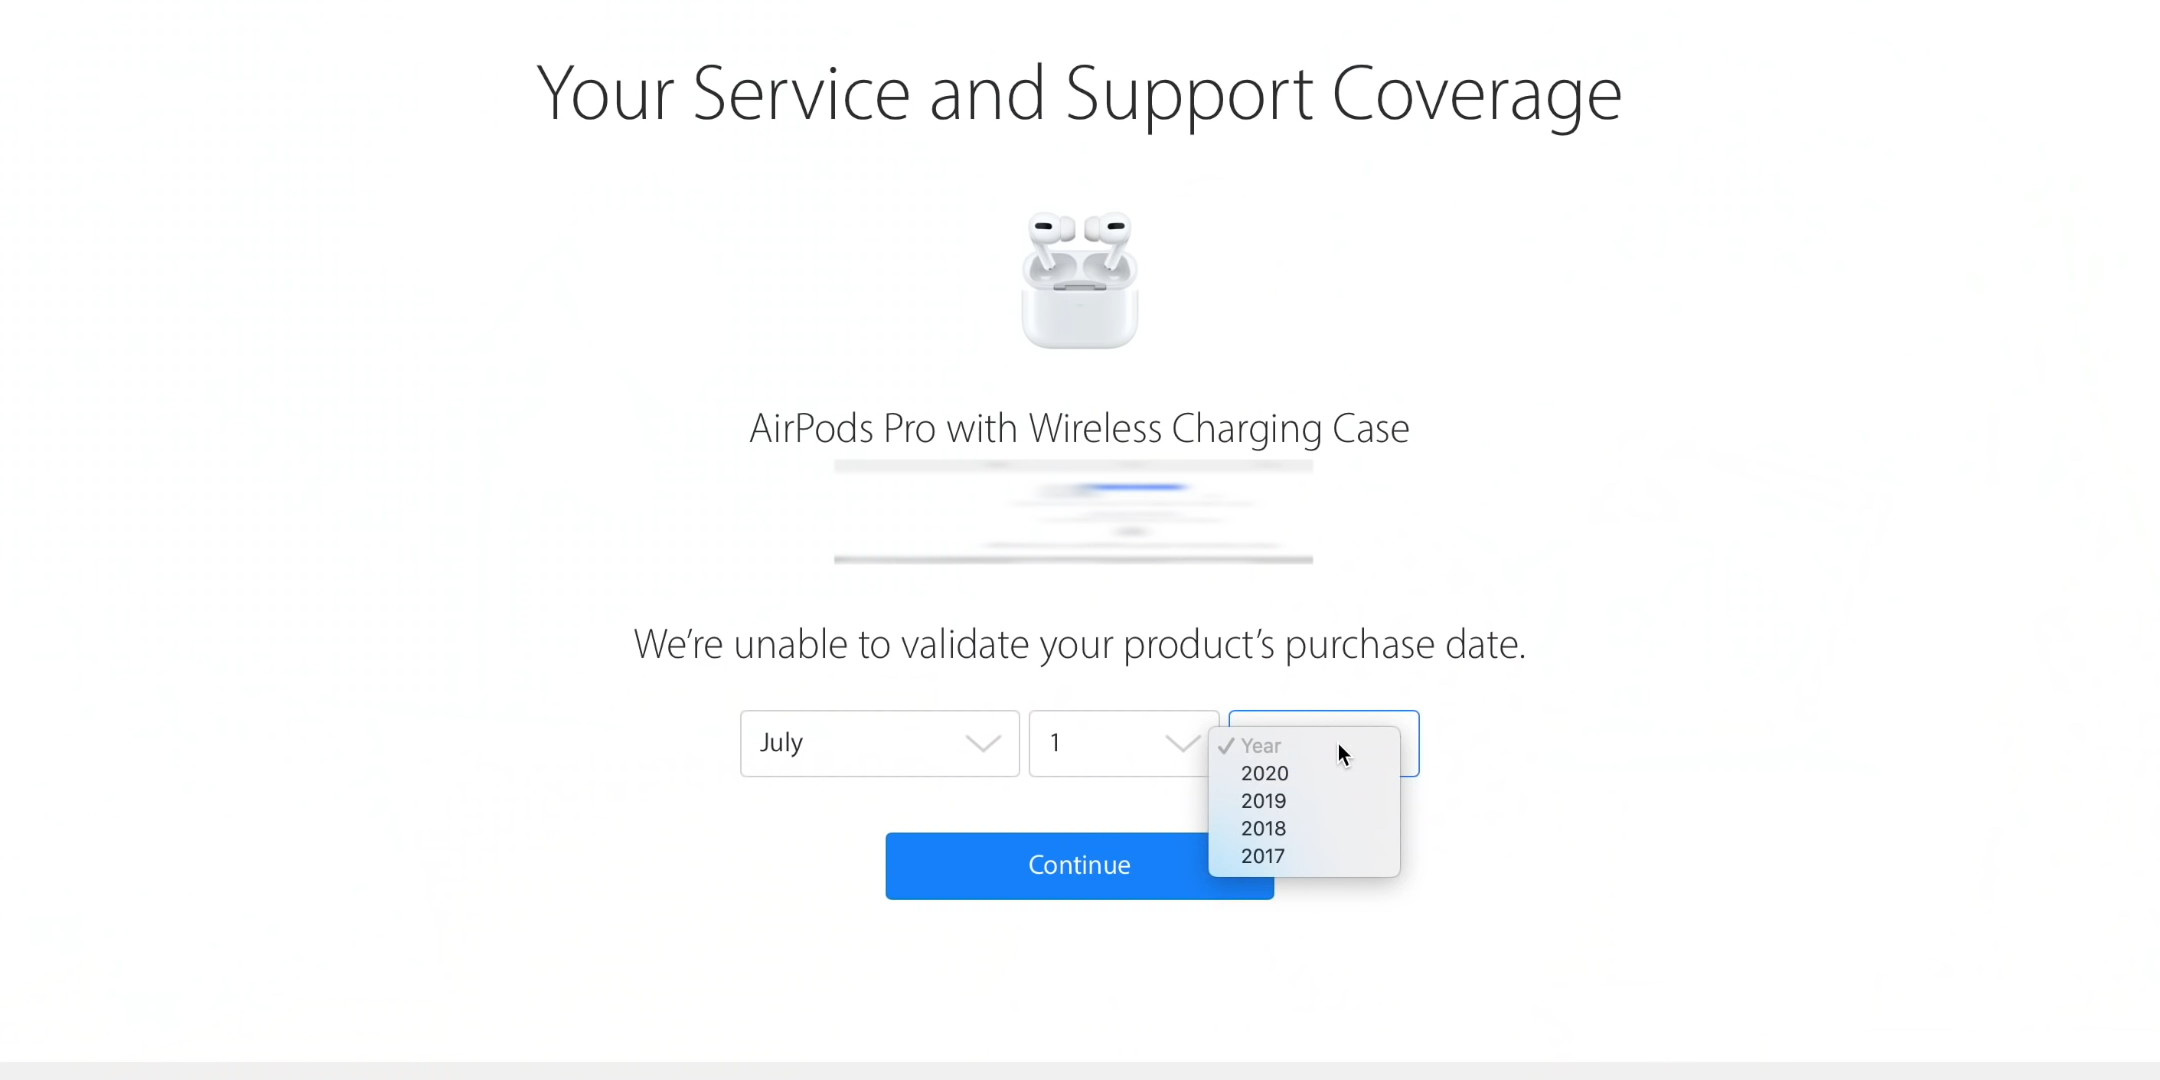 Your Service and Support Coverage
AirPods Pro with Wireless Charging Case
We're unable to validate your product's purchase date.
July
1
✓ Year
2020
2019
2018
2017
Continue